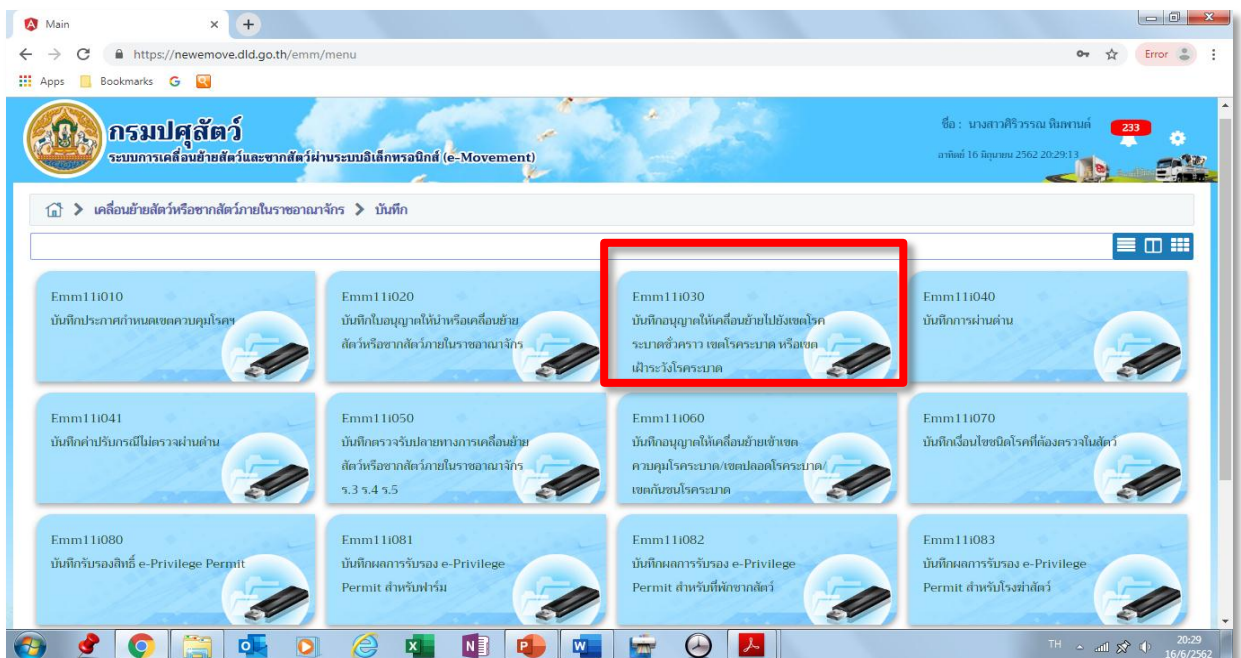 Main
https://newemove.dld.go.th/emm/menu
Error
Apps
Bookmarks
กรมปศุสัตว์
ระบบการเคลื่อนย้ายสัตว์และซากสัตว์ผ่านระบบอิเล็กทรอนิกส์ (e-Movement)
ชื่อ : นางสาวศิริวรรณ พิมพานต์
233
อาทิตย์ 16 มิถุนายน 2562 20:29:13
เคลื่อนย้ายสัตว์หรือซากสัตว์ภายในราชอาณาจักร
บันทึก
Emm11i010
บันทึกประกาศกำหนดเขตควบคุมโรคฯ
Emm11i020
บันทึกใบอนุญาตให้นำหรือเคลื่อนย้าย
สัตว์หรือซากสัตว์ภายในราชอาณาจักร
Emm11i030
บันทึกอนุญาตให้เคลื่อนย้ายไปยังเขตโรค
ระบาดชั่วคราว เขตโรคระบาด หรือเขต
เฝ้าระวังโรคระบาด
Emm11i040
บันทึกการผ่านด่าน
Emm11i041
บันทึกค่าปรับกรณีไม่ตรวจผ่านด่าน
Emm11i050
บันทึกตรวจรับปลายทางการเคลื่อนย้าย
สัตว์หรือซากสัตว์ภายในราชอาณาจักร
ร.3 ร.4 ร.5
Emm11i060
บันทึกอนุญาตให้เคลื่อนย้ายเข้าเขต
ควบคุมโรคระบาด/เขตปลอดโรคระบาด/
เขตกันชนโรคระบาด
Emm11i070
บันทึกเงื่อนไขชนิดโรคที่ต้องตรวจในสัตว์
Emm11i080
บันทึกรับรองสิทธิ์ e-Privilege Permit
Emm11i081
บันทึกผลการรับรอง e-Privilege
Permit สำหรับฟาร์ม
Emm11i082
บันทึกผลการรับรอง e-Privilege
Permit สำหรับที่พักซากสัตว์
Emm11i083
บันทึกผลการรับรอง e-Privilege
Permit สำหรับโรงฆ่าสัตว์
TH
20:29
16/6/2562